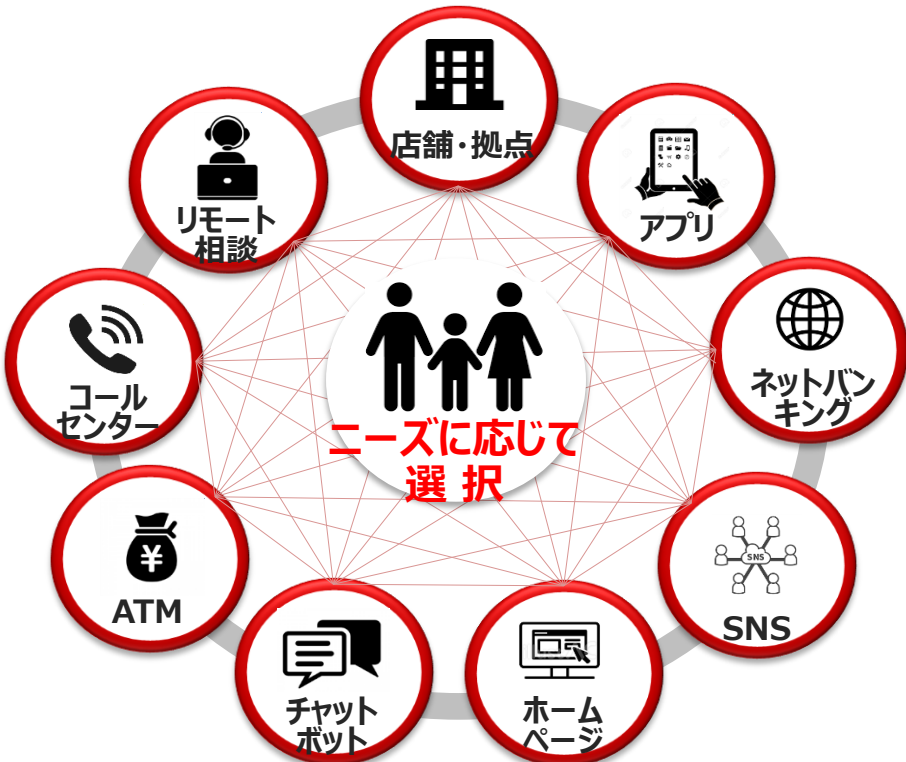 店舗・拠点
アプリ
ネットバン
キング
SNS
SNS
ホーム
ページ
チャット
ボット
¥
ATM
コール
センター
リモート
相談
ニーズに応じて
選 択